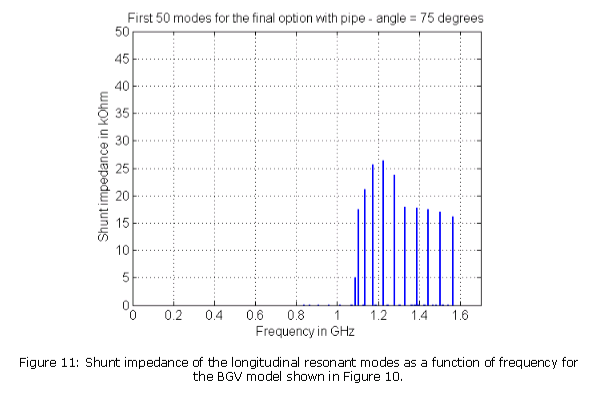 First 50 modes for the final option with pipe - angle = 75 degrees
50
45
40
35
30
25
20
15
10
5
0
Shunt impedance in kOhm
0 0.2 0.4 0.6 0.8 1 1.2 1.4 1.6
Frequency in GHz
Figure 11: Shunt impedance of the longitudinal resonant modes as a function of frequency for
the BGV model shown in Figure 10.